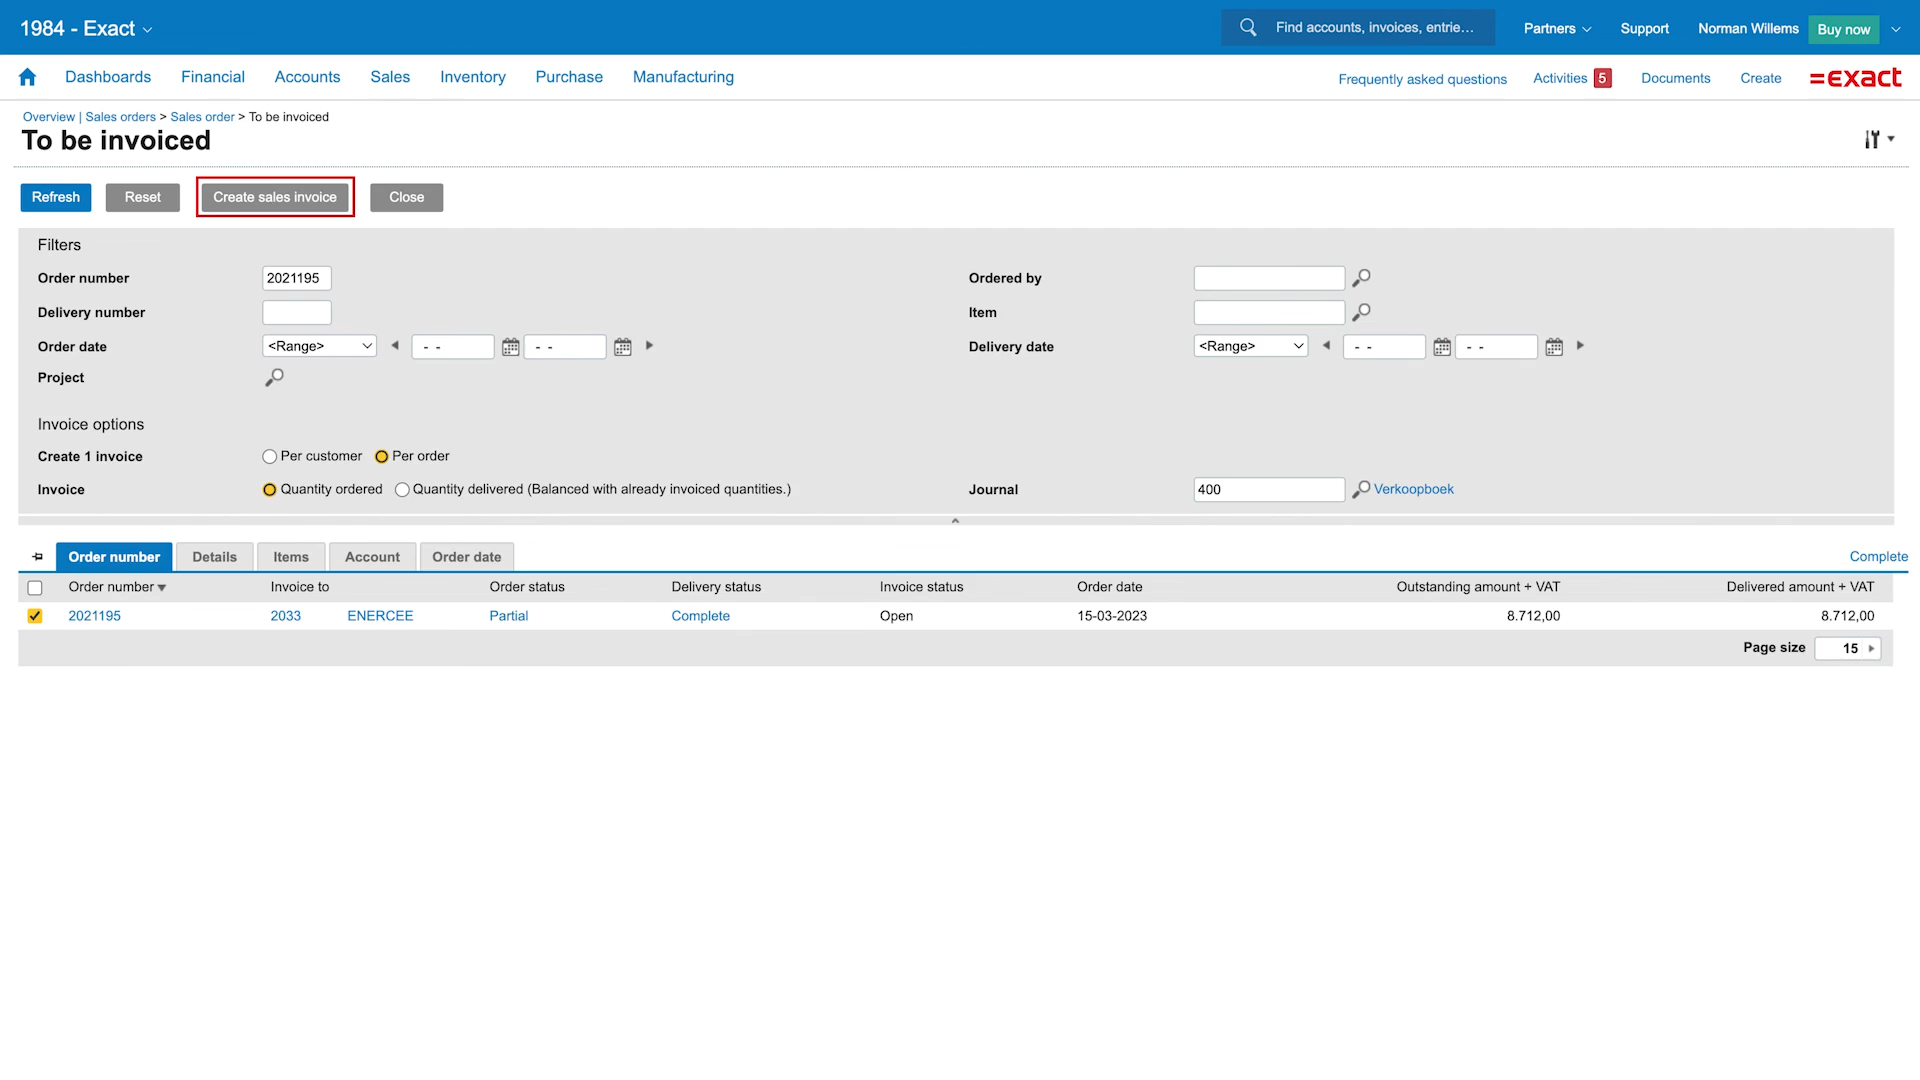 1984 - Exact
Find accounts, invoices, entrie...
Partners
Support
Norman Willems
Buy now
Dashboards
Financial
Accounts
Sales
Inventory
Purchase
Manufacturing
Frequently asked questions
Activities 5
Documents
Create
=exact
Overview | Sales orders > Sales order > To be invoiced
To be invoiced
Refresh
Reset
Create sales invoice
Close
Filters
Order number 2021195
Ordered by
Delivery number
Item
Order date <Range> - - - -
Delivery date <Range> - - - -
Project
Invoice options
Create 1 invoice Per customer Per order
Invoice Quantity ordered Quantity delivered (Balanced with already invoiced quantities.)
Journal 400 Verkoopboek
Order number Details Items Account Order date Complete
Order number Invoice to Order status Delivery status Invoice status Order date Outstanding amount + VAT Delivered amount + VAT
2021195 2033 ENERCEE Partial Complete Open 15-03-2023 8.712,00 8.712,00
Page size 15